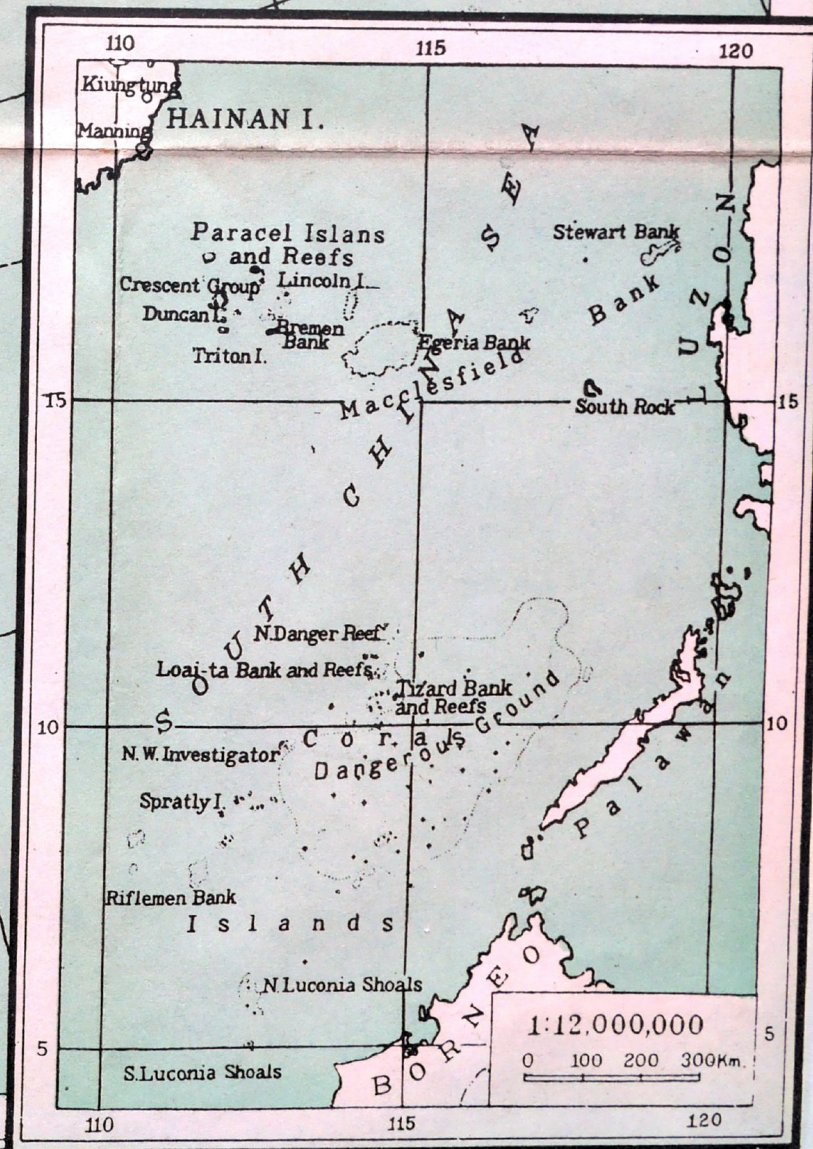 110
115
120
Kiungtung
Manning
HAINAN I.
SOUTH CHINA SEA
Paracel Islans
and Reefs
Crescent Group
Lincoln I.
Duncan I.
Bremen
Bank
Triton I.
Egeria Bank
Macclesfield Bank
Stewart Bank
LUZON
South Rock
15
15
N.Danger Reef
Loai-ta Bank and Reefs
Tizard Bank
and Reefs
10
10
Coral
Dangerous Ground
N.W. Investigator
Spratly I.
Palawan
Riflemen Bank
Islands
N. Luconia Shoals
BORNEO
5
5
S.Luconia Shoals
1:12,000,000
0 100 200 300Km.
110
115
120